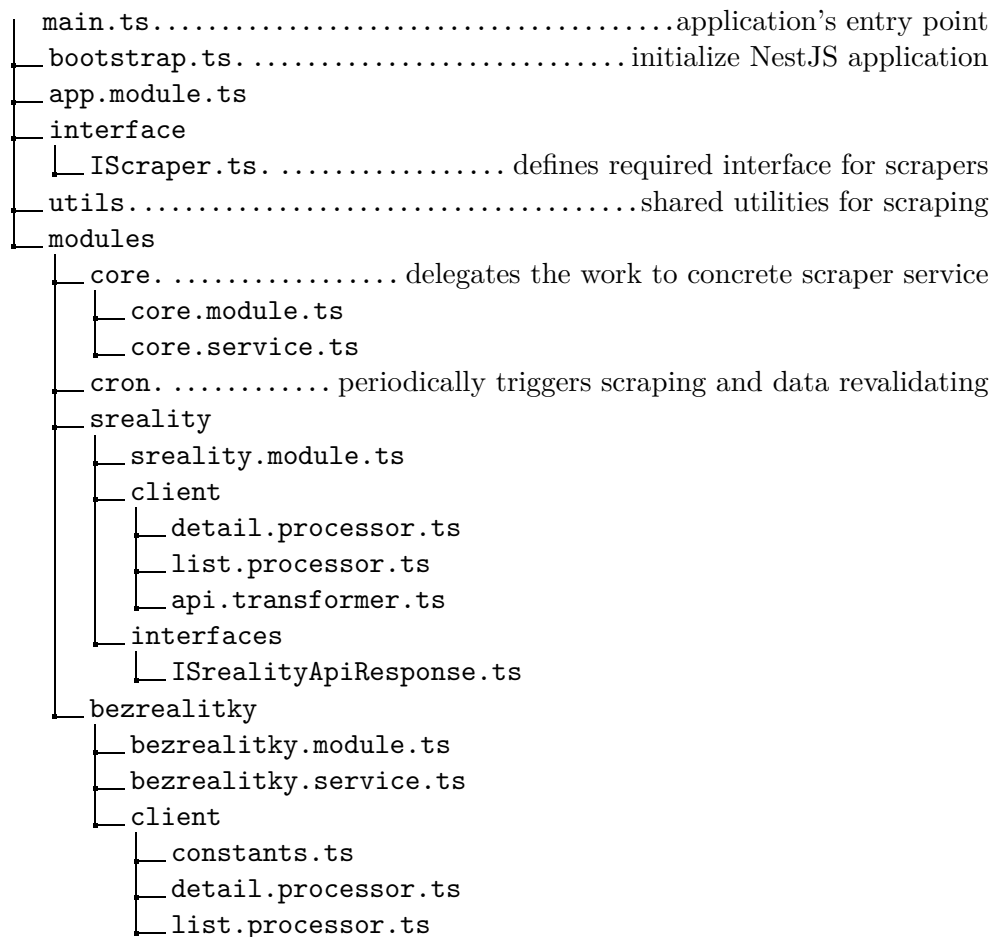 main.ts......................................application's entry point
bootstrap.ts. ............................. initialize NestJS application
app.module.ts
interface
IScraper.ts. ................. defines required interface for scrapers
utils......................................shared utilities for scraping
modules
core. .................. delegates the work to concrete scraper service
core.module.ts
core.service.ts
cron. ............ periodically triggers scraping and data revalidating
sreality
sreality.module.ts
client
detail.processor.ts
list.processor.ts
api.transformer.ts
interfaces
ISrealityApiResponse.ts
bezrealitky
bezrealitky.module.ts
bezrealitky.service.ts
client
constants.ts
detail.processor.ts
list.processor.ts